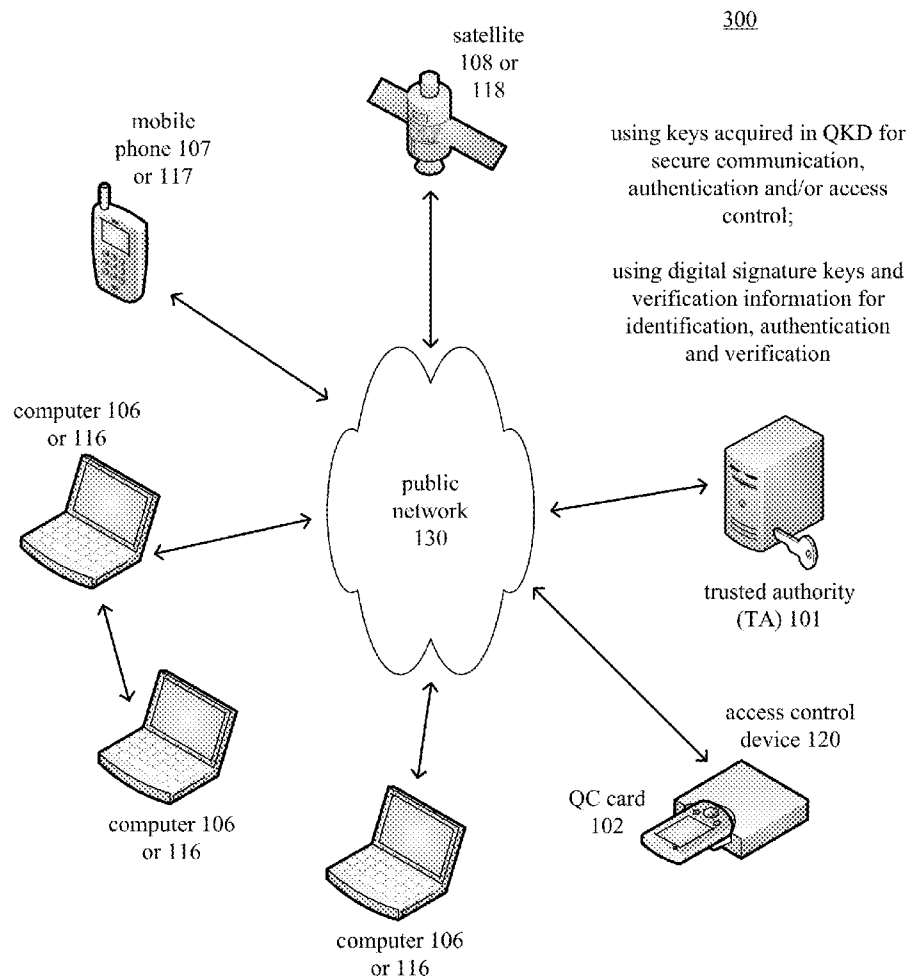 300
satellite
108 or
118
mobile
phone 107
or 117
using keys acquired in QKD for
secure communication,
authentication and/or access
control;
using digital signature keys and
verification information for
identification, authentication
and verification
computer 106
or 116
public
network
130
trusted authority
(TA) 101
access control
device 120
QC card
102
computer 106
or 116
computer 106
or 116